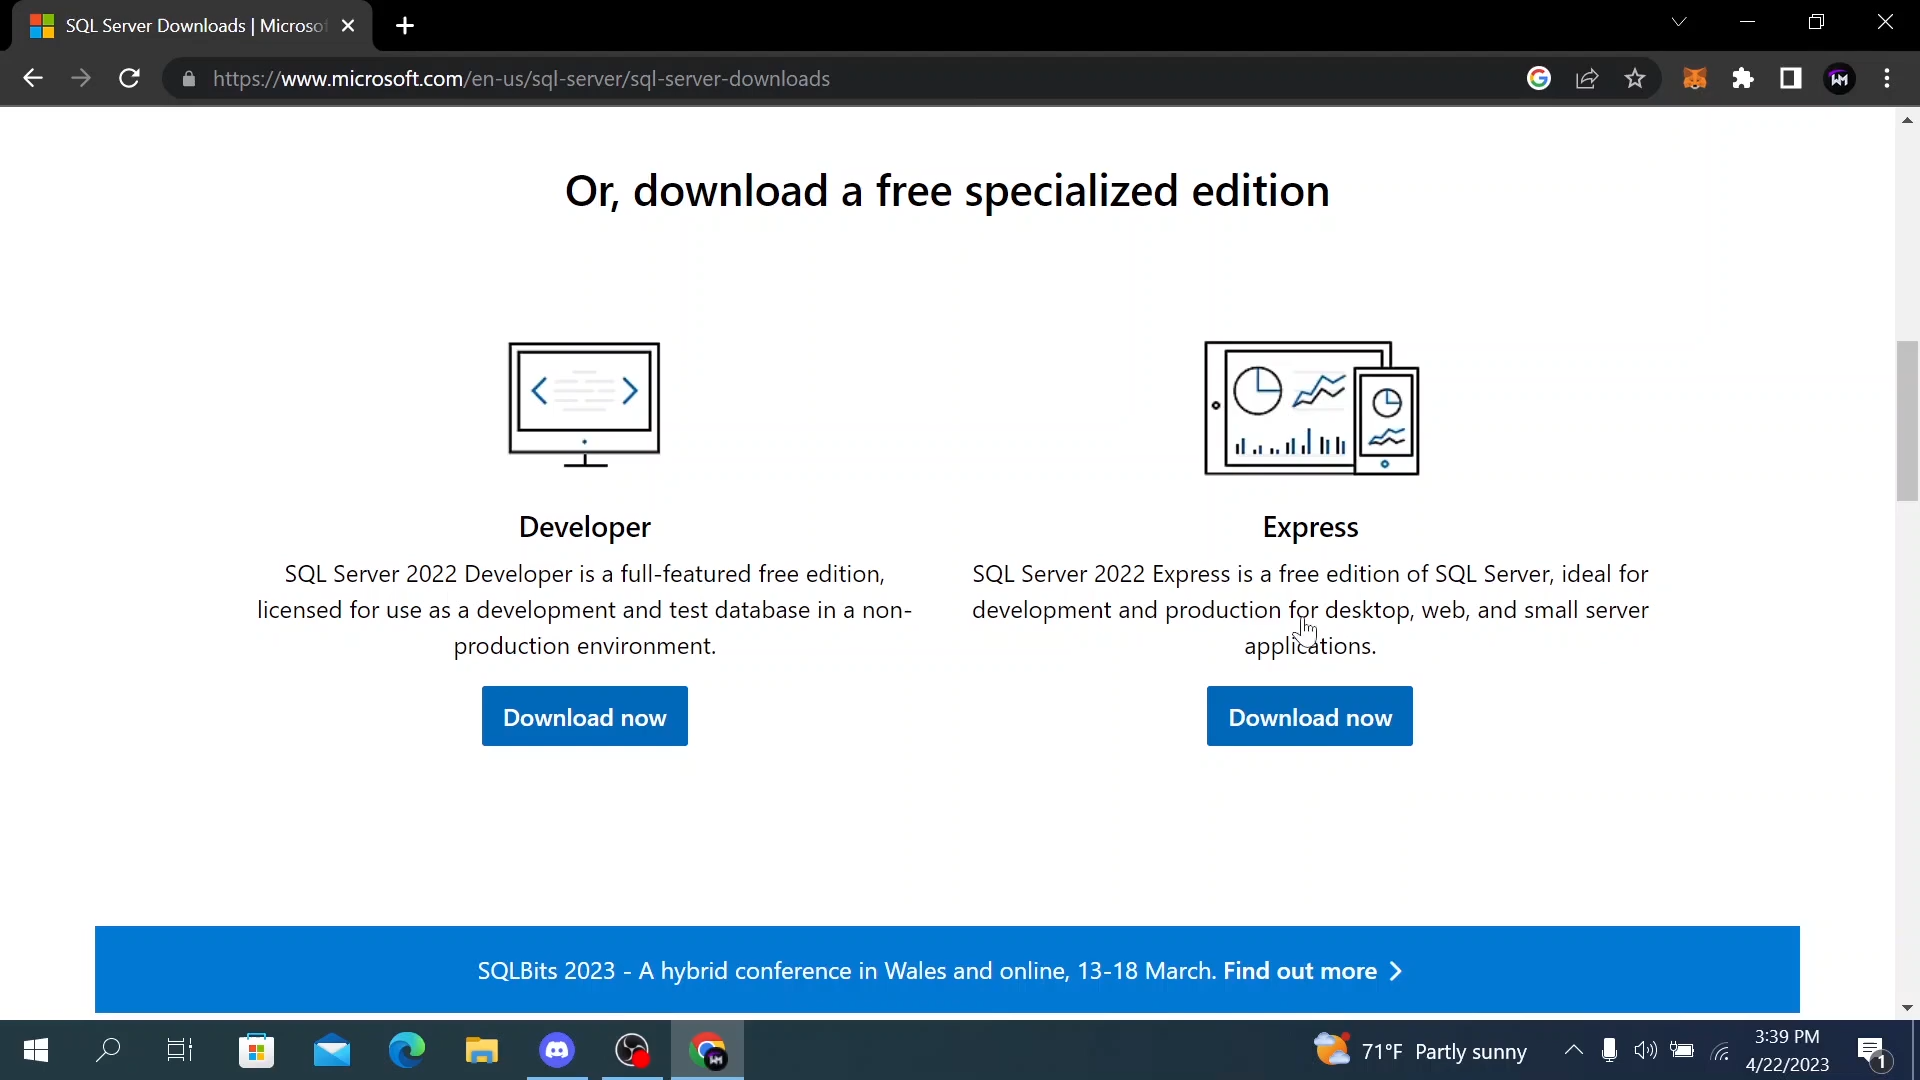 SQL Server Downloads | Microsof
https://www.microsoft.com/en-us/sql-server/sql-server-downloads
Or, download a free specialized edition
Developer
SQL Server 2022 Developer is a full-featured free edition,
licensed for use as a development and test database in a non-
production environment.
Download now
Express
SQL Server 2022 Express is a free edition of SQL Server, ideal for
development and production for desktop, web, and small server
applications.
Download now
SQLBits 2023 - A hybrid conference in Wales and online, 13-18 March. Find out more
71°F Partly sunny
3:39 PM
4/22/2023
1